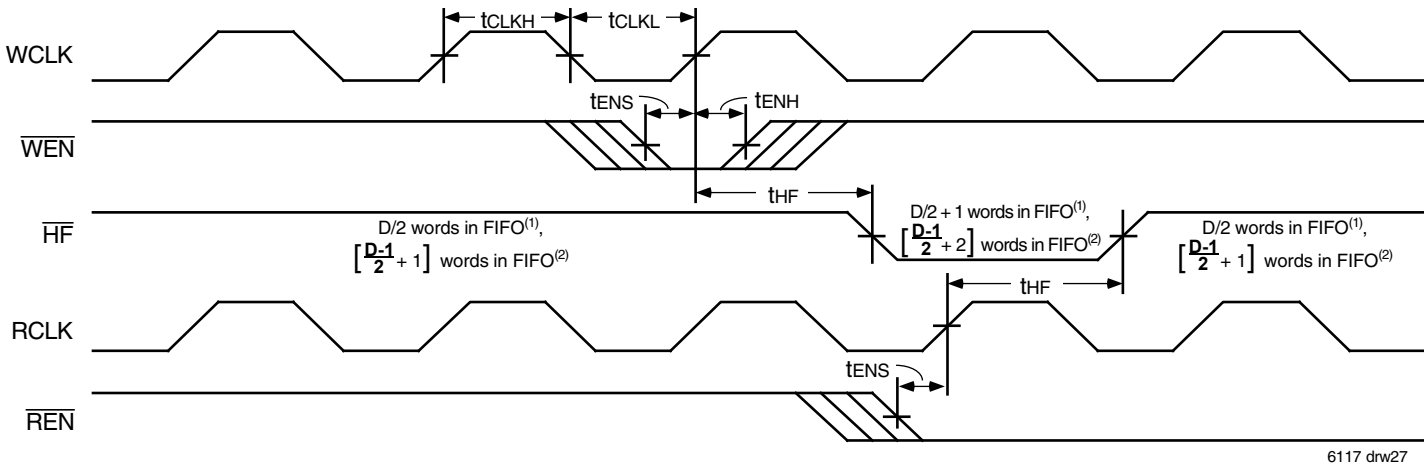 tCLKH tCLKL
WCLK
tENS tENH
WEN
tHF
HF
D/2 words in FIFO(1),
[D-1/2 + 1] words in FIFO(2)
D/2 + 1 words in FIFO(1),
[D-1/2 + 2] words in FIFO(2)
D/2 words in FIFO(1),
[D-1/2 + 1] words in FIFO(2)
tHF
RCLK
tENS
REN
6117 drw27